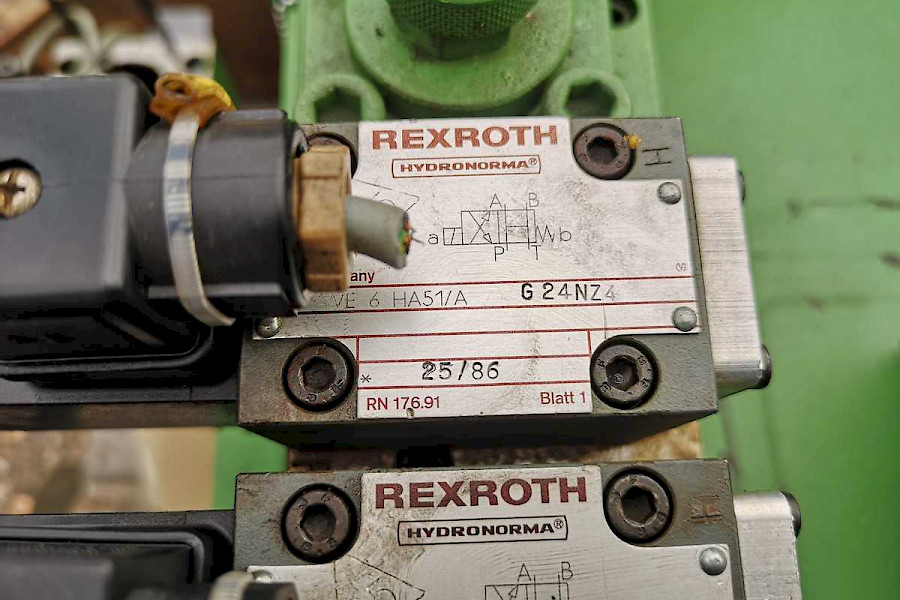 REXROTH
HYDRONORMA®
H
A B
a b
P
any
WE 6 HA51/A G 24NZ4
* 25/86
RN 176.91 Blatt 1
REXROTH
HYDRONORMA®
A B